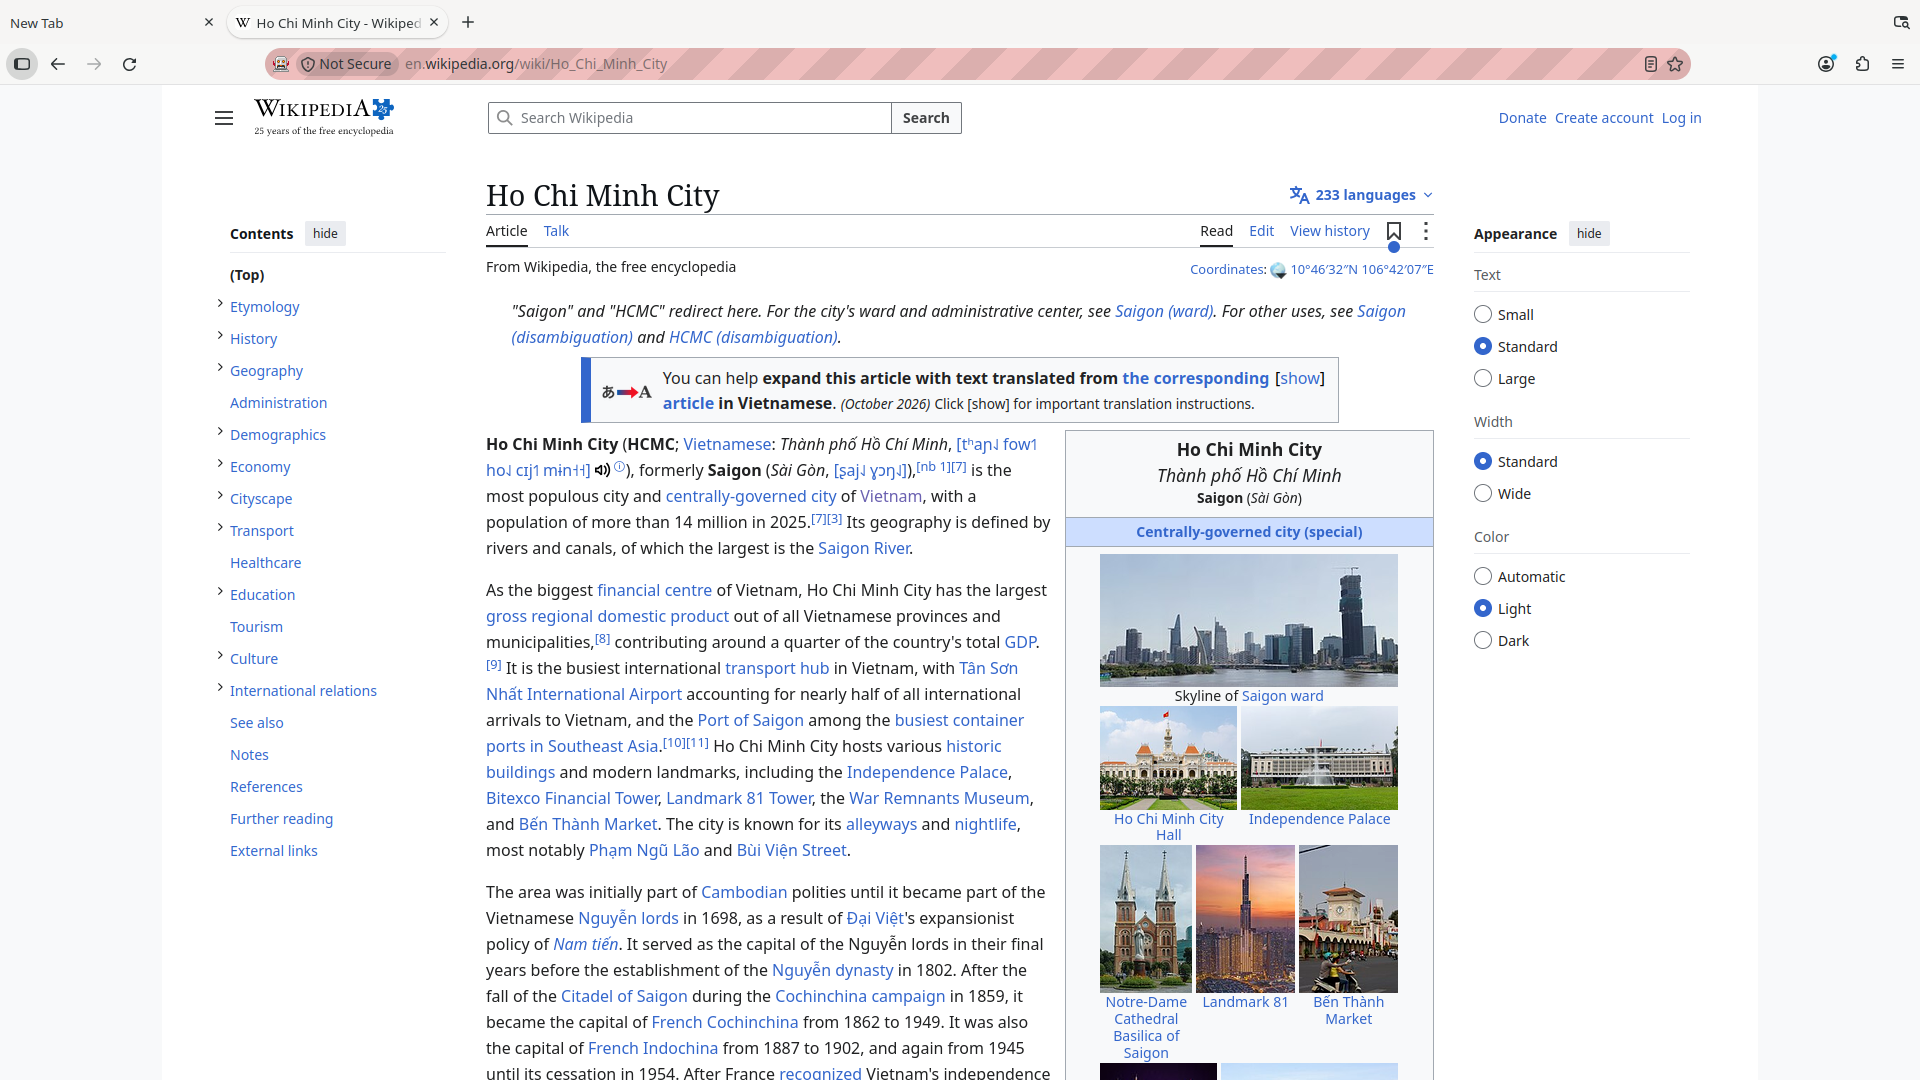 New Tab
Ho Chi Minh City - Wikiped
Not Secure
en.wikipedia.org/wiki/Ho_Chi_Minh_City
WIKIPEDIA 25
25 years of the free encyclopedia
Search Wikipedia
Search
Donate Create account Log in
Ho Chi Minh City
233 languages
Article Talk
Read Edit View history
From Wikipedia, the free encyclopedia
Coordinates: 10°46′32″N 106°42′07″E
Contents hide
(Top)
Etymology
History
Geography
Administration
Demographics
Economy
Cityscape
Transport
Healthcare
Education
Tourism
Culture
International relations
See also
Notes
References
Further reading
External links
"Saigon" and "HCMC" redirect here. For the city's ward and administrative center, see Saigon (ward). For other uses, see Saigon
(disambiguation) and HCMC (disambiguation).
あ A
You can help expand this article with text translated from the corresponding [show]
article in Vietnamese. (October 2026) Click [show] for important translation instructions.
Ho Chi Minh City (HCMC; Vietnamese: Thành phố Hồ Chí Minh, [tʰaɲ˨˩ fow˧˥
ho˨˩ cɪj˧˥ mɨn˧˧] ), formerly Saigon (Sài Gòn, [ʂaj˨˩ ɣɔŋ˨˩]),[nb 1][7] is the
most populous city and centrally-governed city of Vietnam, with a
population of more than 14 million in 2025.[7][3] Its geography is defined by
rivers and canals, of which the largest is the Saigon River.
As the biggest financial centre of Vietnam, Ho Chi Minh City has the largest
gross regional domestic product out of all Vietnamese provinces and
municipalities,[8] contributing around a quarter of the country's total GDP.
[9] It is the busiest international transport hub in Vietnam, with Tân Sơn
Nhất International Airport accounting for nearly half of all international
arrivals to Vietnam, and the Port of Saigon among the busiest container
ports in Southeast Asia.[10][11] Ho Chi Minh City hosts various historic
buildings and modern landmarks, including the Independence Palace,
Bitexco Financial Tower, Landmark 81 Tower, the War Remnants Museum,
and Bến Thành Market. The city is known for its alleyways and nightlife,
most notably Phạm Ngũ Lão and Bùi Viện Street.
The area was initially part of Cambodian polities until it became part of the
Vietnamese Nguyễn lords in 1698, as a result of Đại Việt's expansionist
policy of Nam tiến. It served as the capital of the Nguyễn lords in their final
years before the establishment of the Nguyễn dynasty in 1802. After the
fall of the Citadel of Saigon during the Cochinchina campaign in 1859, it
became the capital of French Cochinchina from 1862 to 1949. It was also
the capital of French Indochina from 1887 to 1902, and again from 1945
until its cessation in 1954. After France recognized Vietnam's independence
Ho Chi Minh City
Thành phố Hồ Chí Minh
Saigon (Sài Gòn)
Centrally-governed city (special)
Skyline of Saigon ward
Ho Chi Minh City
Hall
Independence Palace
Notre-Dame
Cathedral
Basilica of
Saigon
Landmark 81
Bến Thành
Market
Appearance hide
Text
Small
Standard
Large
Width
Standard
Wide
Color
Automatic
Light
Dark